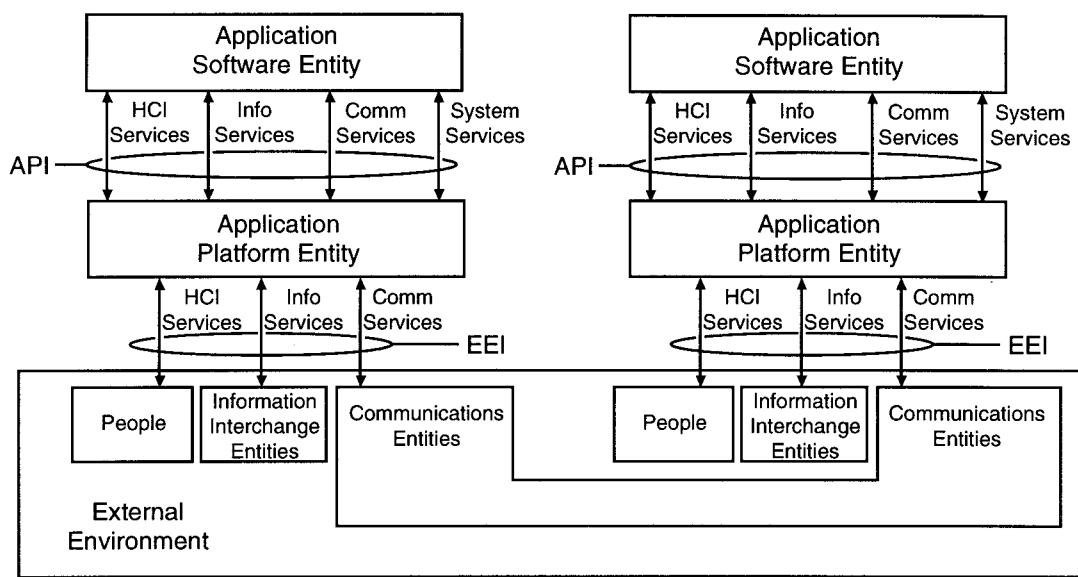 Application
Software Entity
Application
Software Entity
HCI
Services
Info
Services
Comm
Services
System
Services
HCI
Services
Info
Services
Comm
Services
System
Services
API
API
Application
Platform Entity
Application
Platform Entity
HCI
Services
Info
Services
Comm
Services
HCI
Services
Info
Services
Comm
Services
EEI
EEI
People
Information
Interchange
Entities
Communications
Entities
People
Information
Interchange
Entities
Communications
Entities
External
Environment